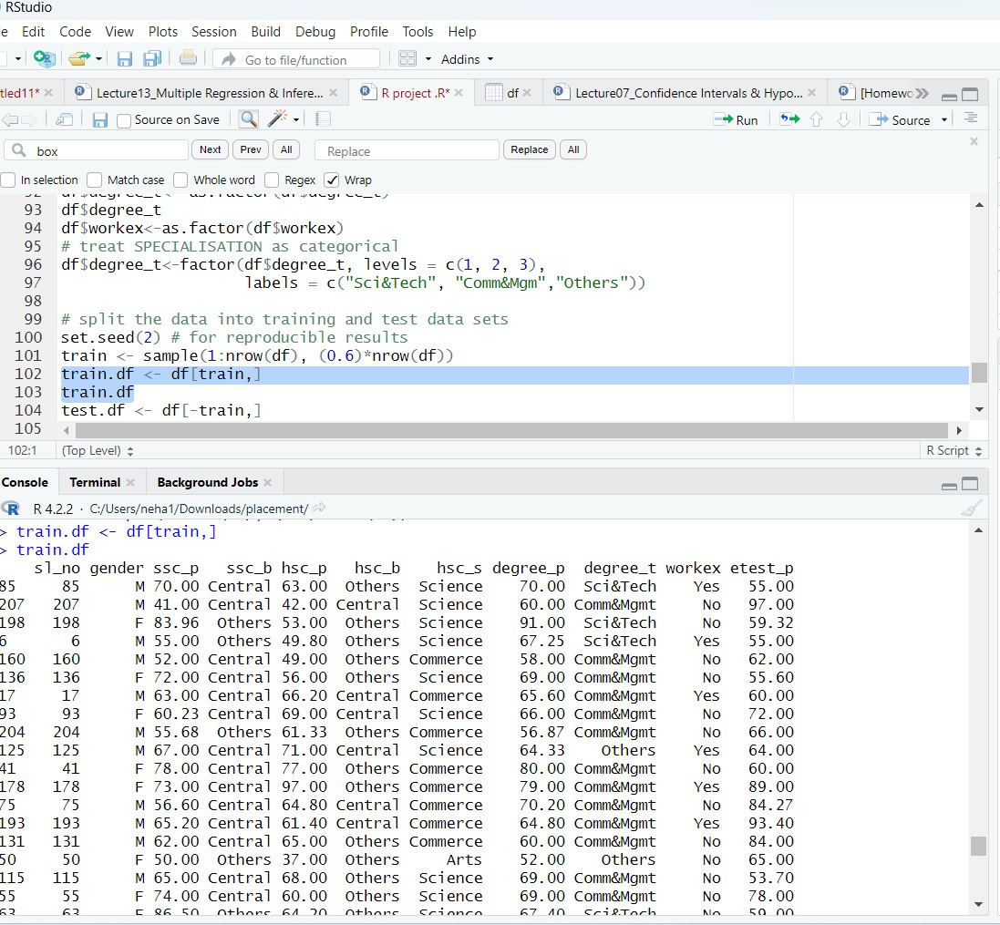 RStudio
e Edit Code View Plots Session Build Debug Profile Tools Help
Go to file/function Addins
tled11* Lecture13_Multiple Regression & Infere... R project .R* df Lecture07_Confidence Intervals & Hypo... [Homewo
Source on Save Run Source
box Next Prev All Replace Replace All
In selection Match case Whole word Regex Wrap
92 df$degree_t<-as.factor(df$degree_t)
93 df$degree_t
94 df$workex<-as.factor(df$workex)
95 # treat SPECIALISATION as categorical
96 df$degree_t<-factor(df$degree_t, levels = c(1, 2, 3),
97 labels = c("Sci&Tech", "Comm&Mgm","Others"))
98
99 # split the data into training and test data sets
100 set.seed(2) # for reproducible results
101 train <- sample(1:nrow(df), (0.6)*nrow(df))
102 train.df <- df[train,]
103 train.df
104 test.df <- df[-train,]
105
102:1 (Top Level) R Script
Console Terminal Background Jobs
R 4.2.2 · C:/Users/neha1/Downloads/placement/
> train.df <- df[train,]
> train.df
sl_no gender ssc_p ssc_b hsc_p hsc_b hsc_s degree_p degree_t workex etest_p
85 85 M 70.00 Central 63.00 Others Science 70.00 Sci&Tech Yes 55.00
207 207 M 41.00 Central 42.00 Central Science 60.00 Comm&Mgmt No 97.00
198 198 F 83.96 Others 53.00 Others Science 91.00 Sci&Tech No 59.32
6 6 M 55.00 Others 49.80 Others Science 67.25 Sci&Tech Yes 55.00
160 160 M 52.00 Central 49.00 Others Commerce 58.00 Comm&Mgmt No 62.00
136 136 F 72.00 Central 56.00 Others Science 69.00 Comm&Mgmt No 55.60
17 17 M 63.00 Central 66.20 Central Commerce 65.60 Comm&Mgmt Yes 60.00
93 93 F 60.23 Central 69.00 Central Science 66.00 Comm&Mgmt No 72.00
204 204 M 55.68 Others 61.33 Others Commerce 56.87 Comm&Mgmt No 66.00
125 125 M 67.00 Central 71.00 Central Science 64.33 Others Yes 64.00
41 41 F 78.00 Central 77.00 Others Commerce 80.00 Comm&Mgmt No 60.00
178 178 F 73.00 Central 97.00 Others Commerce 79.00 Comm&Mgmt Yes 89.00
75 75 M 56.60 Central 64.80 Central Commerce 70.20 Comm&Mgmt No 84.27
193 193 M 65.20 Central 61.40 Central Commerce 64.80 Comm&Mgmt Yes 93.40
131 131 M 62.00 Central 65.00 Others Commerce 60.00 Comm&Mgmt No 84.00
50 50 F 50.00 Others 37.00 Others Arts 52.00 Others No 65.00
115 115 M 65.00 Central 68.00 Others Science 69.00 Comm&Mgmt No 53.70
55 55 F 74.00 Central 60.00 Others Science 69.00 Comm&Mgmt No 78.00
63 63 F 86.50 Others 64.20 Others Science 67.40 Sci&Tech No 59.00